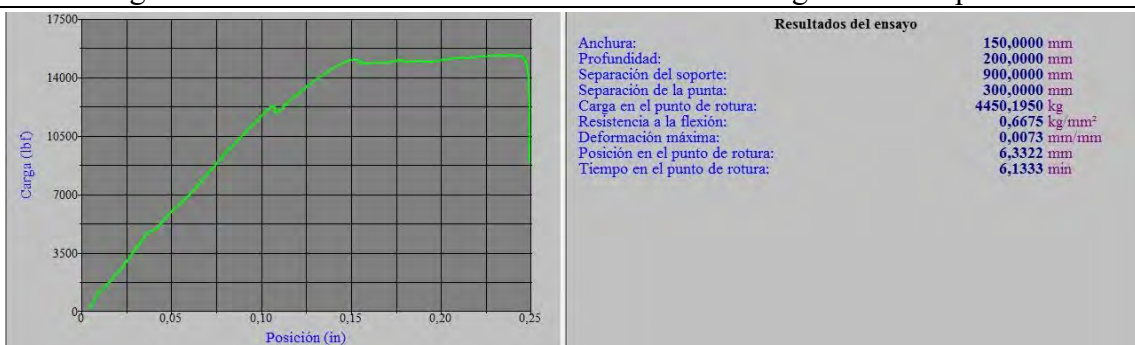 17500
14000
10500
7000
3500
0
Carga (lbf)
0
0,05
0,10
0,15
0,20
0,25
Posición (in)
Resultados del ensayo
Anchura: 150,0000 mm
Profundidad: 200,0000 mm
Separación del soporte: 900,0000 mm
Separación de la punta: 300,0000 mm
Carga en el punto de rotura: 4450,1950 kg
Resistencia a la flexión: 0,6675 kg/mm²
Deformación máxima: 0,0073 mm/mm
Posición en el punto de rotura: 6,3322 mm
Tiempo en el punto de rotura: 6,1333 min